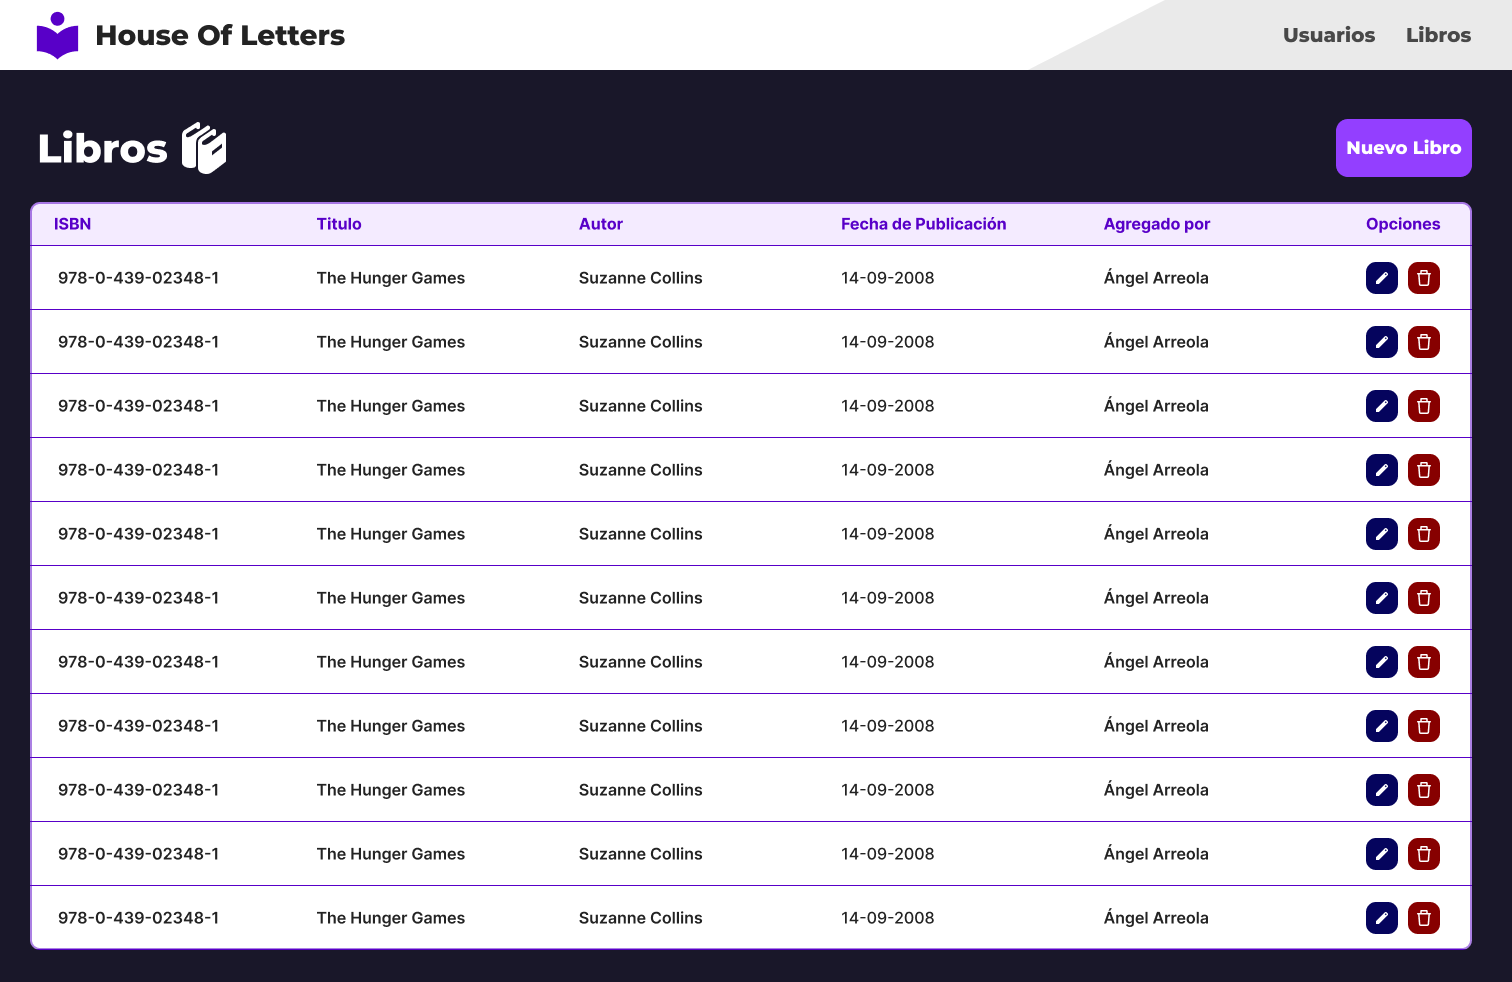 House Of Letters Usuarios Libros
Libros Nuevo Libro
ISBN Titulo Autor Fecha de Publicación Agregado por Opciones
978-0-439-02348-1 The Hunger Games Suzanne Collins 14-09-2008 Ángel Arreola
978-0-439-02348-1 The Hunger Games Suzanne Collins 14-09-2008 Ángel Arreola
978-0-439-02348-1 The Hunger Games Suzanne Collins 14-09-2008 Ángel Arreola
978-0-439-02348-1 The Hunger Games Suzanne Collins 14-09-2008 Ángel Arreola
978-0-439-02348-1 The Hunger Games Suzanne Collins 14-09-2008 Ángel Arreola
978-0-439-02348-1 The Hunger Games Suzanne Collins 14-09-2008 Ángel Arreola
978-0-439-02348-1 The Hunger Games Suzanne Collins 14-09-2008 Ángel Arreola
978-0-439-02348-1 The Hunger Games Suzanne Collins 14-09-2008 Ángel Arreola
978-0-439-02348-1 The Hunger Games Suzanne Collins 14-09-2008 Ángel Arreola
978-0-439-02348-1 The Hunger Games Suzanne Collins 14-09-2008 Ángel Arreola
978-0-439-02348-1 The Hunger Games Suzanne Collins 14-09-2008 Ángel Arreola